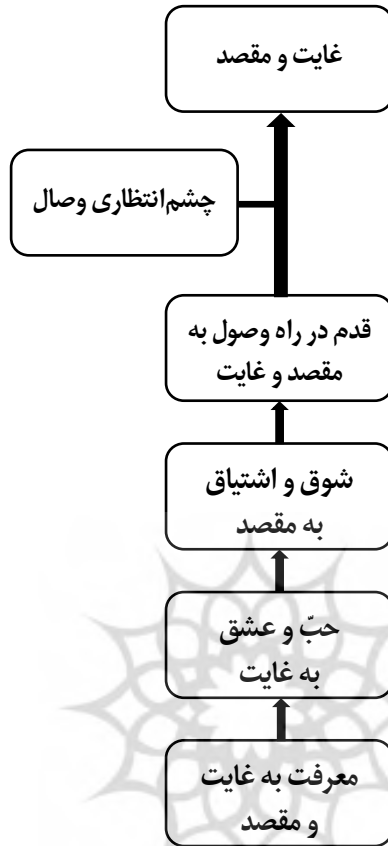 غایت و مقصد
چشم‌انتظاری وصال
قدم در راه وصول به
مقصد و غایت
شوق و اشتیاق
به مقصد
حبّ و عشق
به غایت
معرفت به غایت
و مقصد